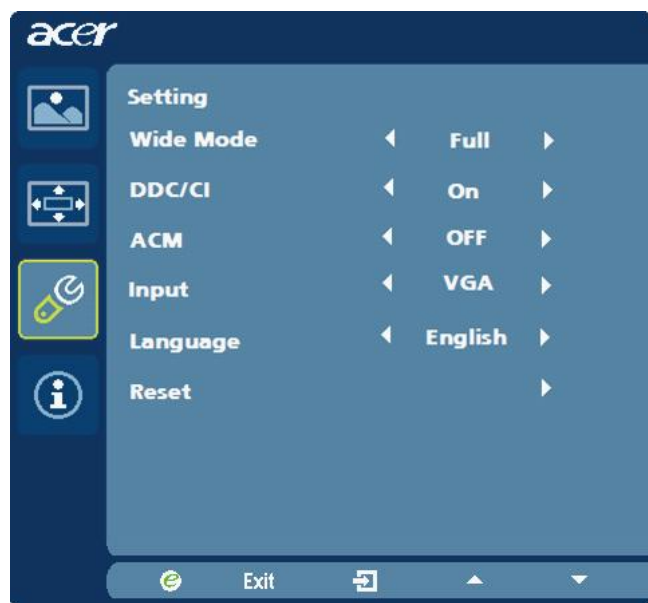 acer
Setting
Wide Mode Full
DDC/CI On
ACM OFF
Input VGA
Language English
Reset
Exit